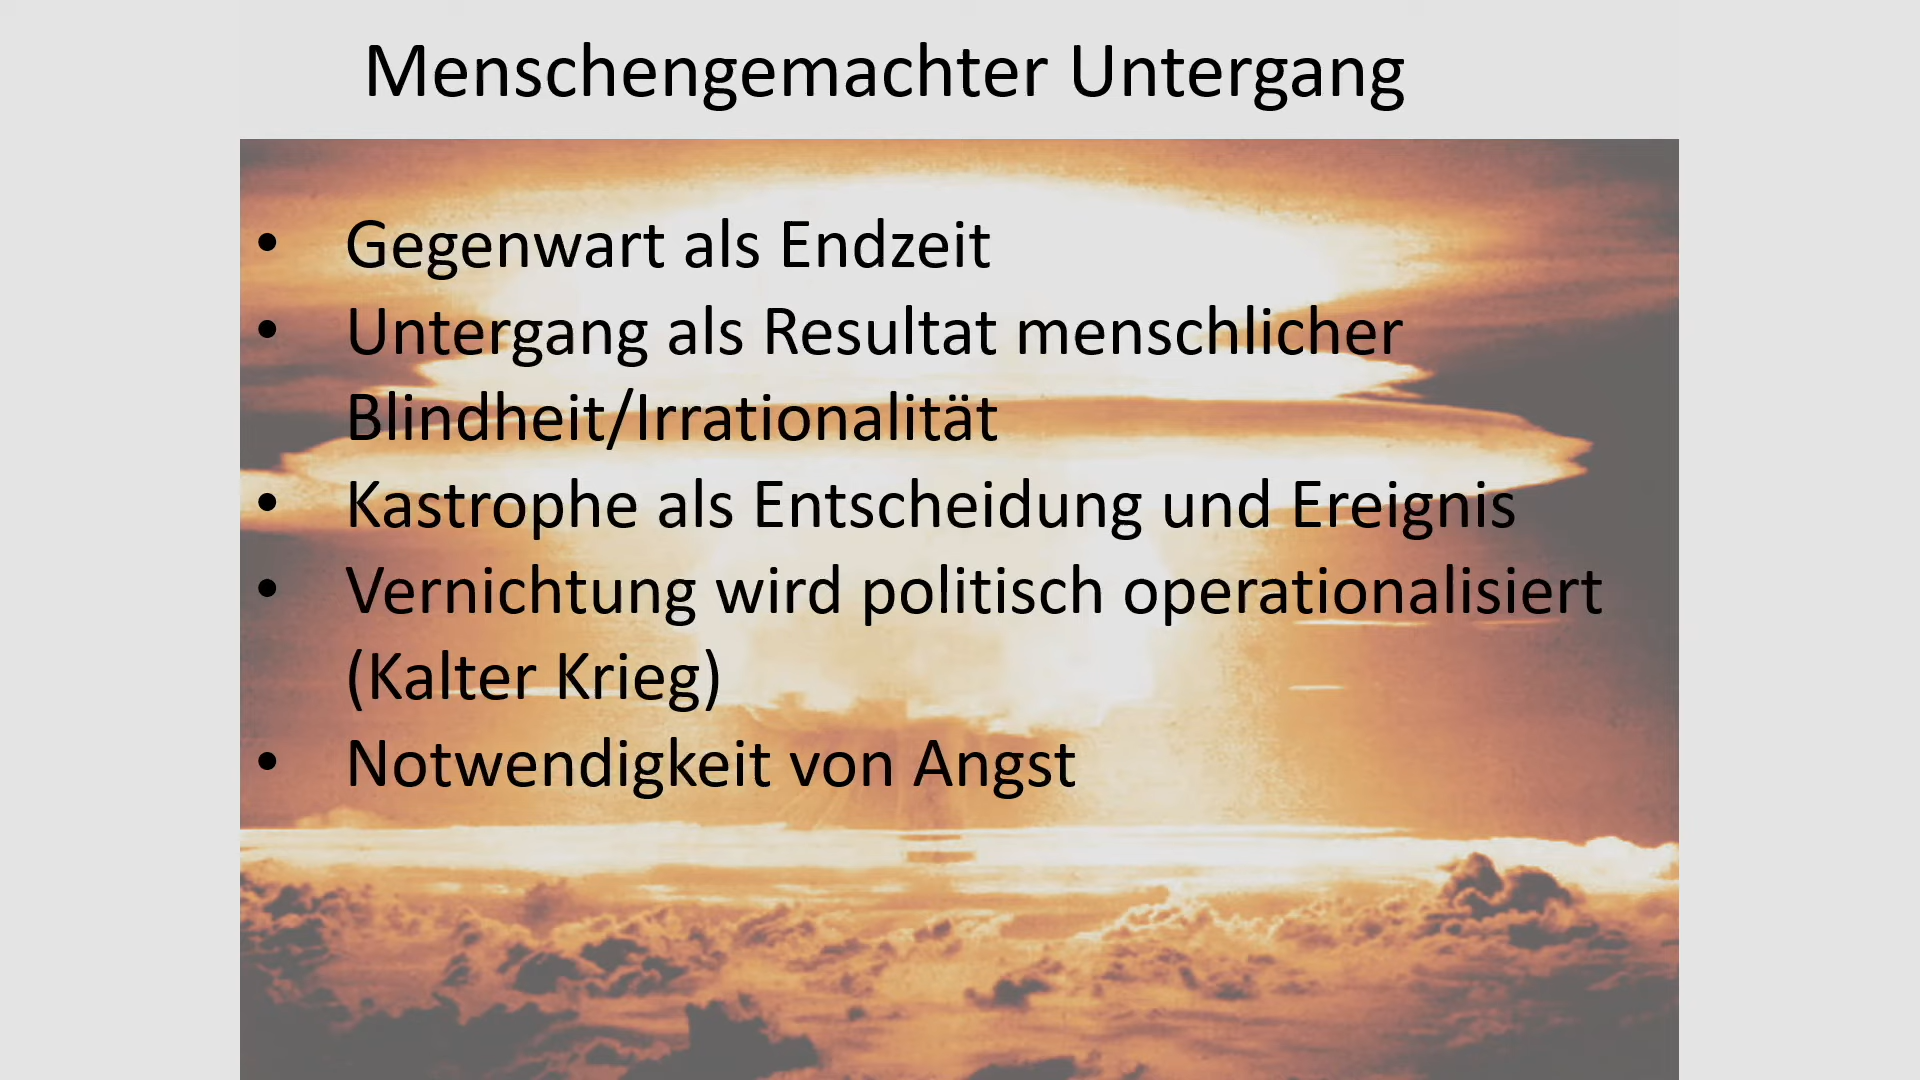 Menschengemachter Untergang
• Gegenwart als Endzeit
• Untergang als Resultat menschlicher
Blindheit/Irrationalität
• Kastrophe als Entscheidung und Ereignis
• Vernichtung wird politisch operationalisiert
(Kalter Krieg)
• Notwendigkeit von Angst